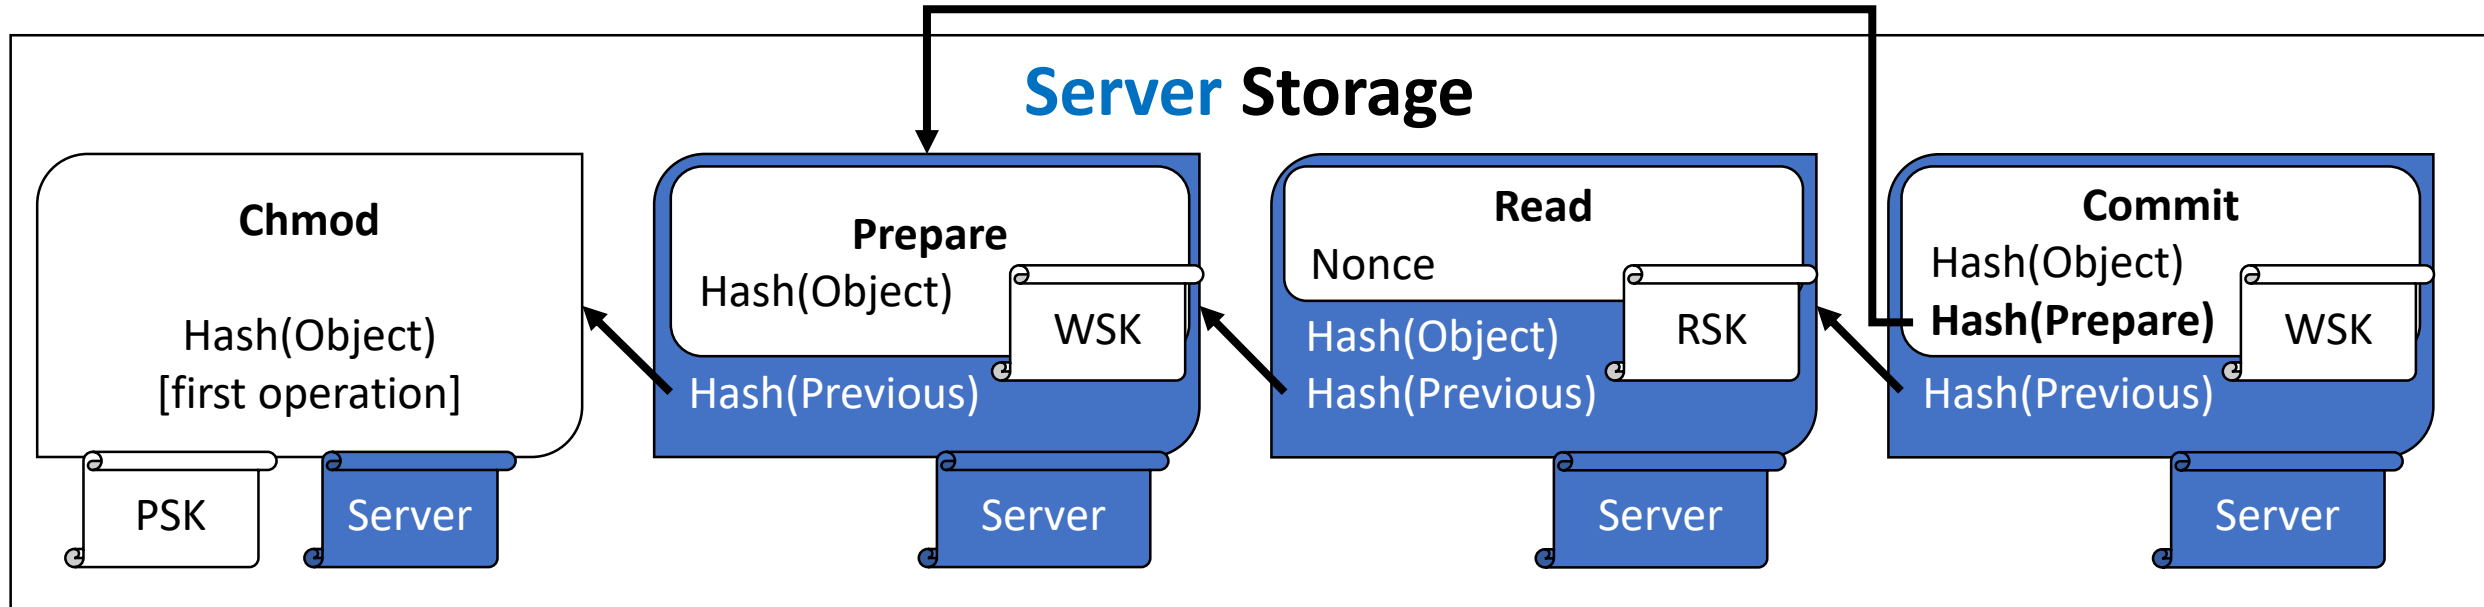 Server Storage
Chmod
Hash(Object)
[first operation]
PSK
Server
Prepare
Hash(Object)
WSK
Hash(Previous)
Server
Read
Nonce
RSK
Hash(Object)
Hash(Previous)
Server
Commit
Hash(Object)
Hash(Prepare)
WSK
Hash(Previous)
Server